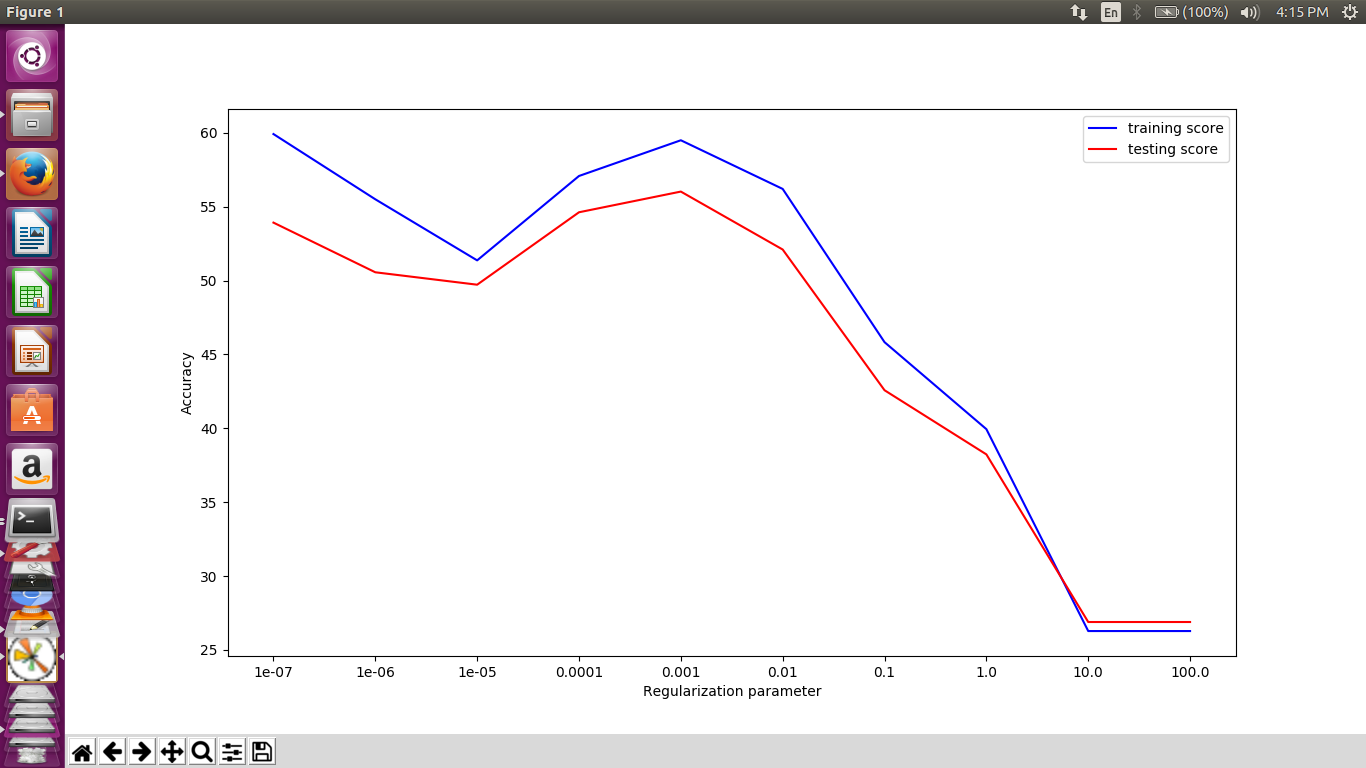 Figure 1
En
(100%)
4:15 PM
training score
testing score
60
55
50
45
40
35
30
25
Accuracy
1e-07 1e-06 1e-05 0.0001 0.001 0.01 0.1 1.0 10.0 100.0
Regularization parameter